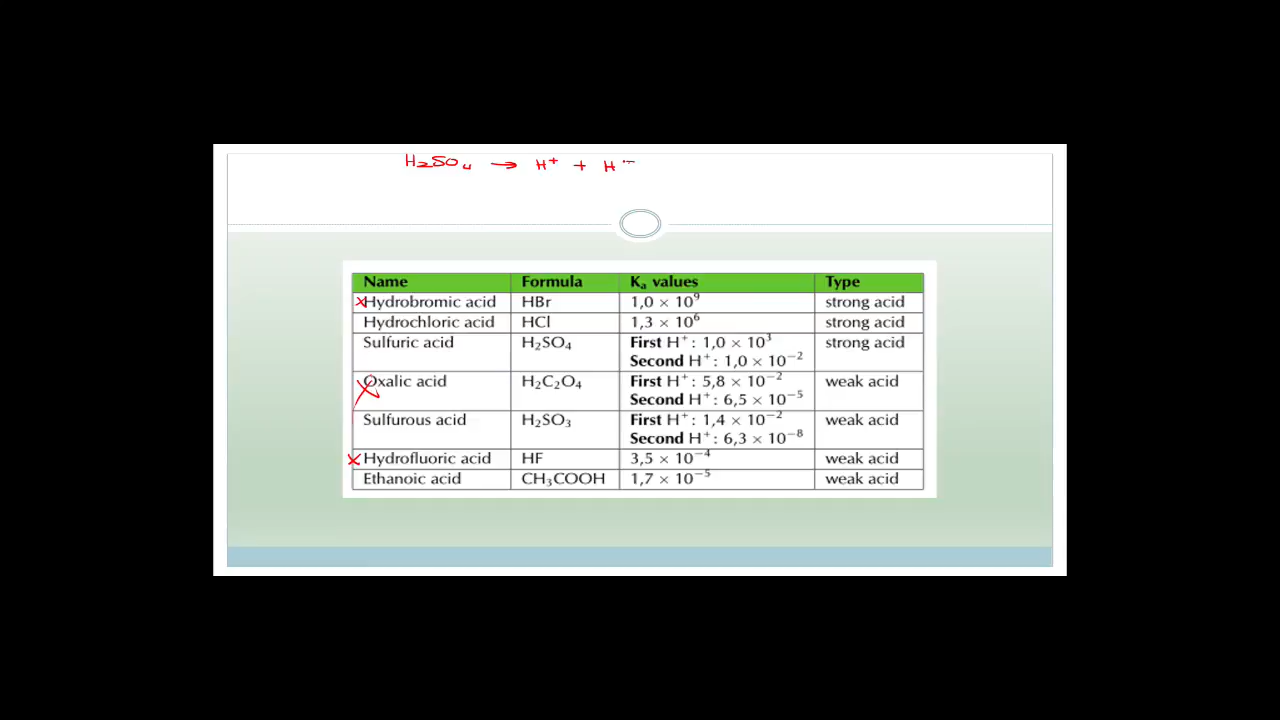 H₂SO₄ → H⁺ + H
Name Formula Kₐ values Type
Hydrobromic acid HBr 1,0 × 10⁹ strong acid
Hydrochloric acid HCl 1,3 × 10⁶ strong acid
Sulfuric acid H₂SO₄ First H⁺: 1,0 × 10³ strong acid
Second H⁺: 1,0 × 10⁻²
Oxalic acid H₂C₂O₄ First H⁺: 5,8 × 10⁻² weak acid
Second H⁺: 6,5 × 10⁻⁵
Sulfurous acid H₂SO₃ First H⁺: 1,4 × 10⁻² weak acid
Second H⁺: 6,3 × 10⁻⁸
Hydrofluoric acid HF 3,5 × 10⁻⁴ weak acid
Ethanoic acid CH₃COOH 1,7 × 10⁻⁵ weak acid